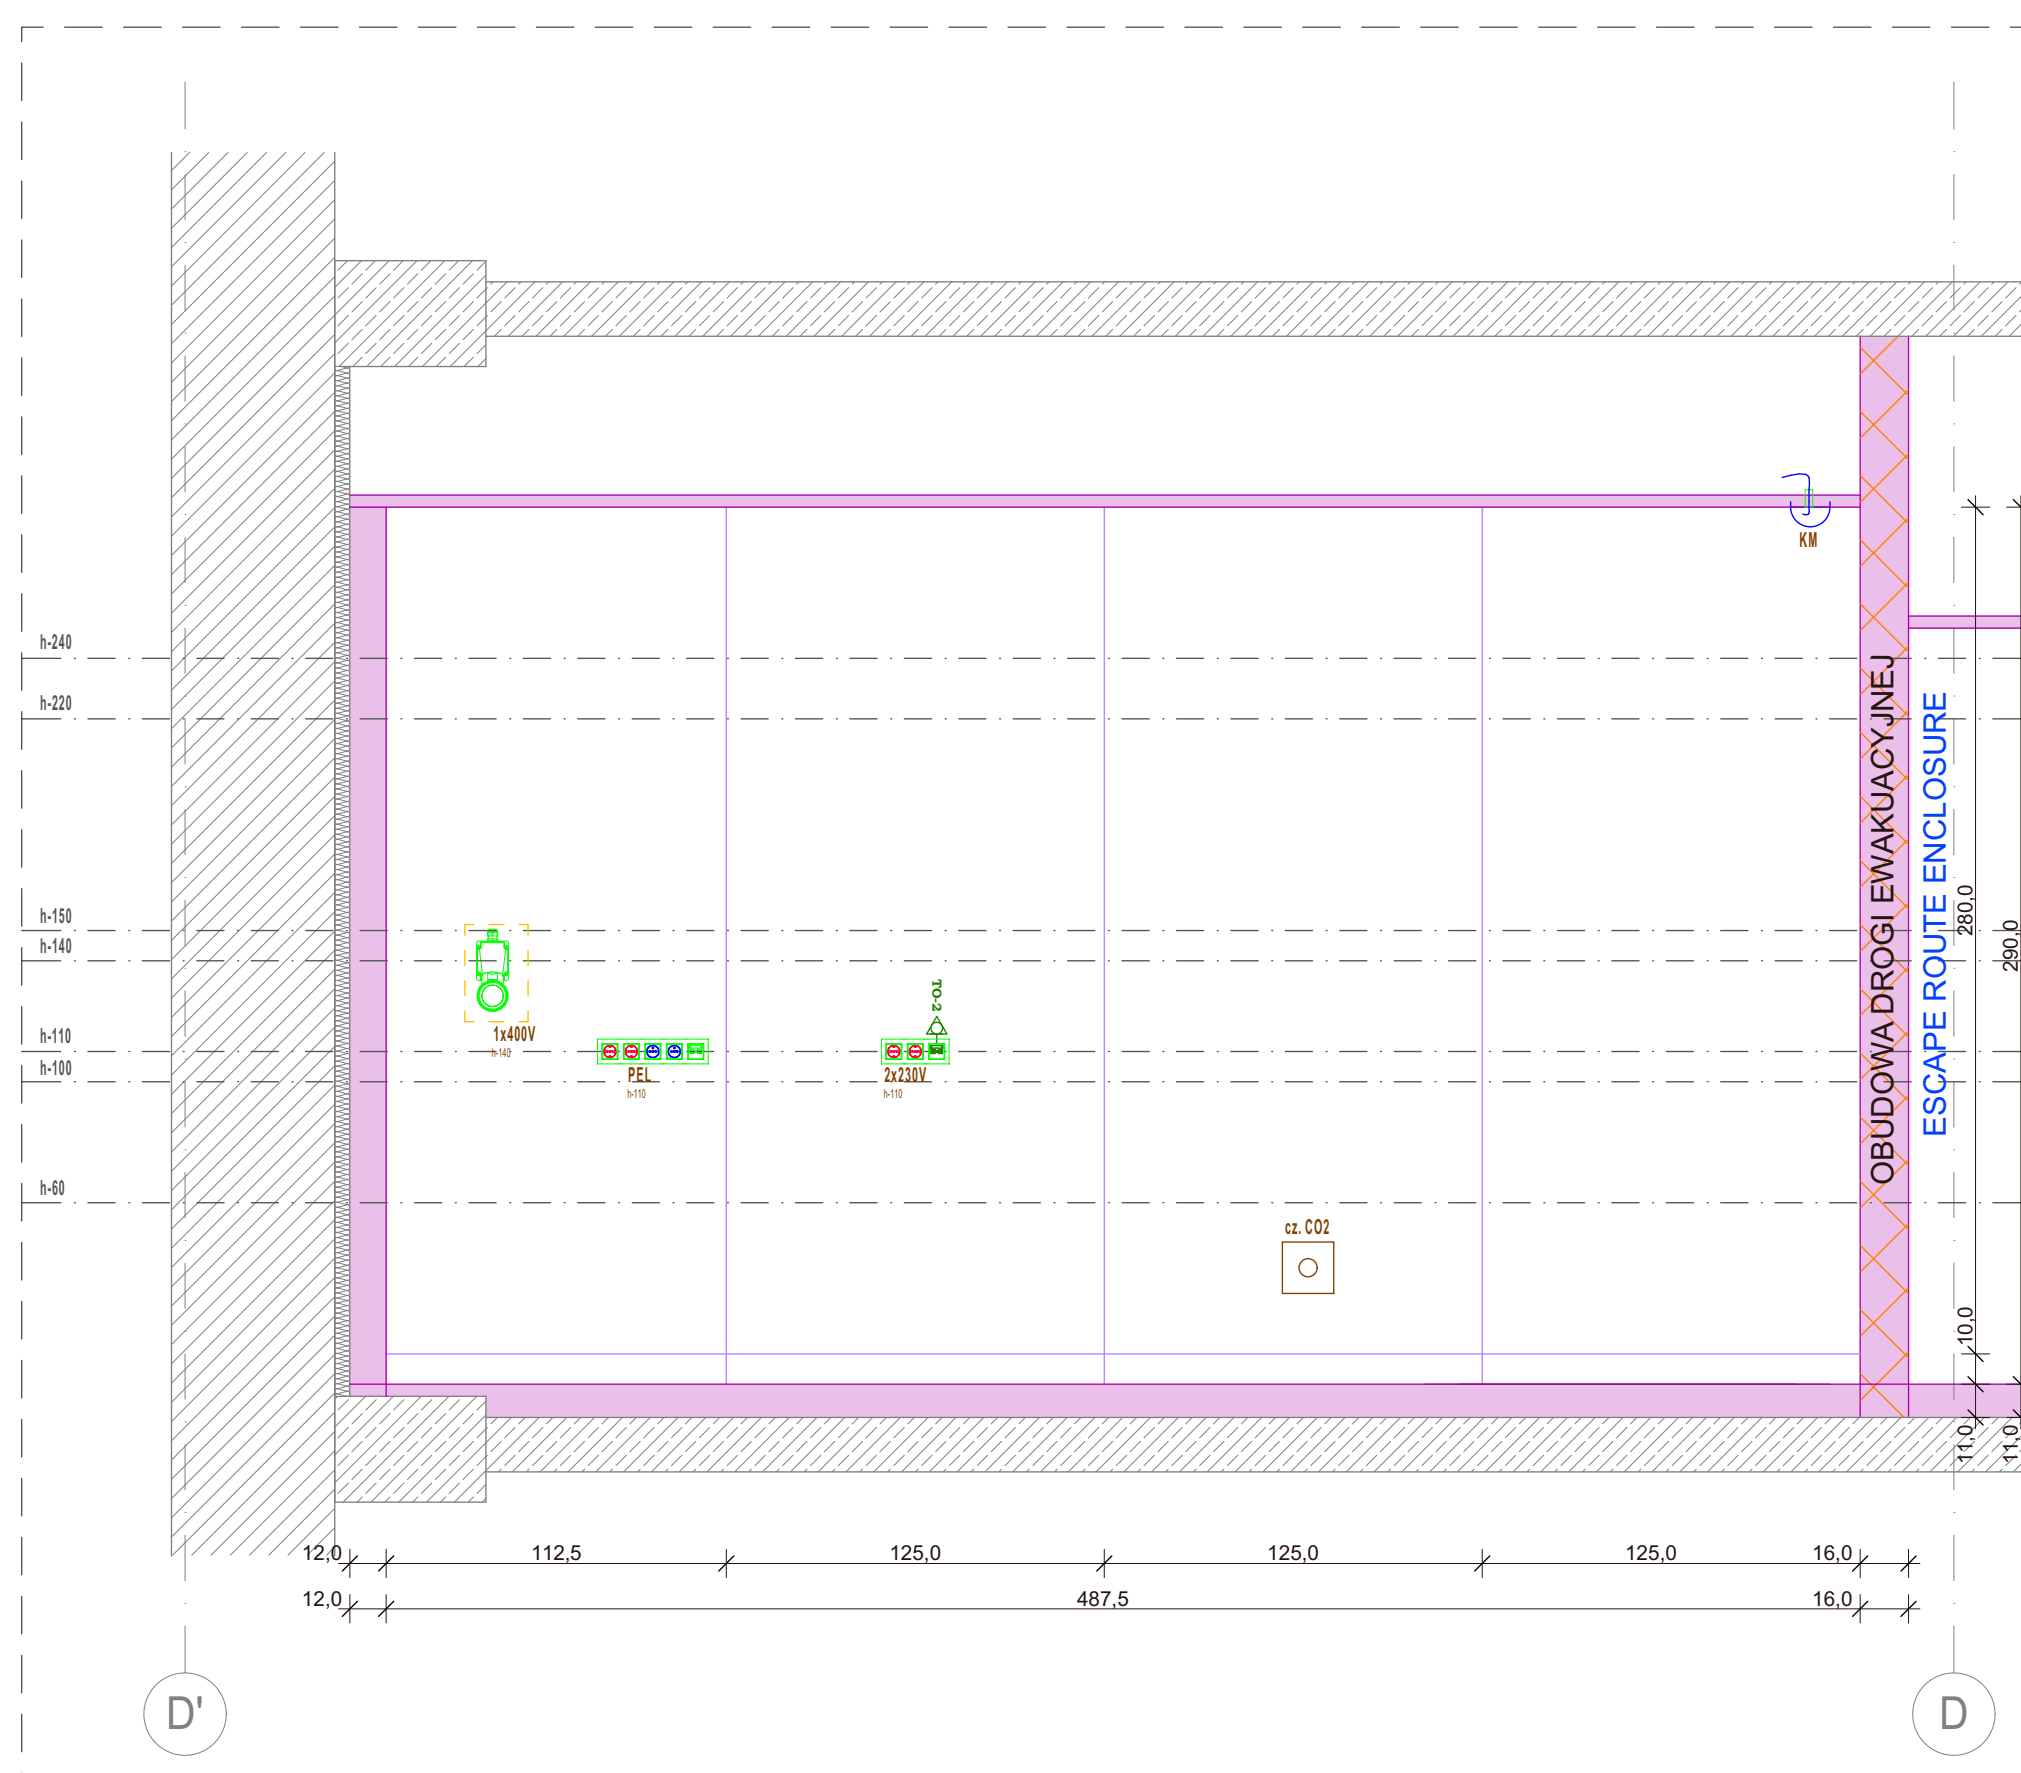 KM
h-240
h-220
h-150
h-140
h-110
h-100
h-60
1x400V
h-140
PEL
h-110
TO-2
2x230V
h-110
cz. CO2
OBUDOWA DROGI EWAKUACYJNEJ
ESCAPE ROUTE ENCLOSURE
280,0
290,0
10,0
11,0
11,0
12,0
112,5
125,0
125,0
125,0
16,0
12,0
487,5
16,0
D'
D